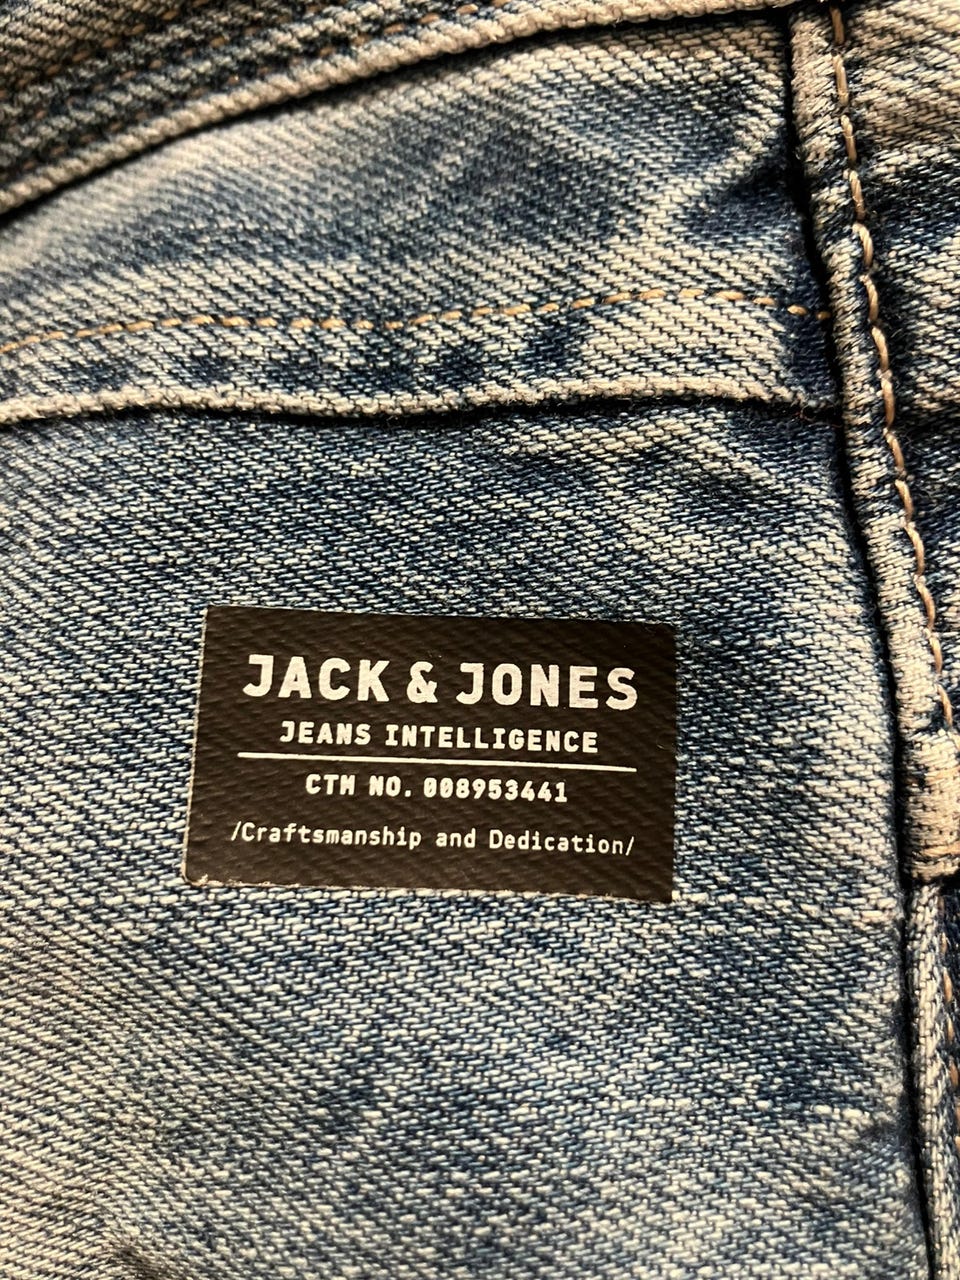 JACK & JONES
JEANS INTELLIGENCE
CTM NO. 008953441
/Craftsmanship and Dedication/